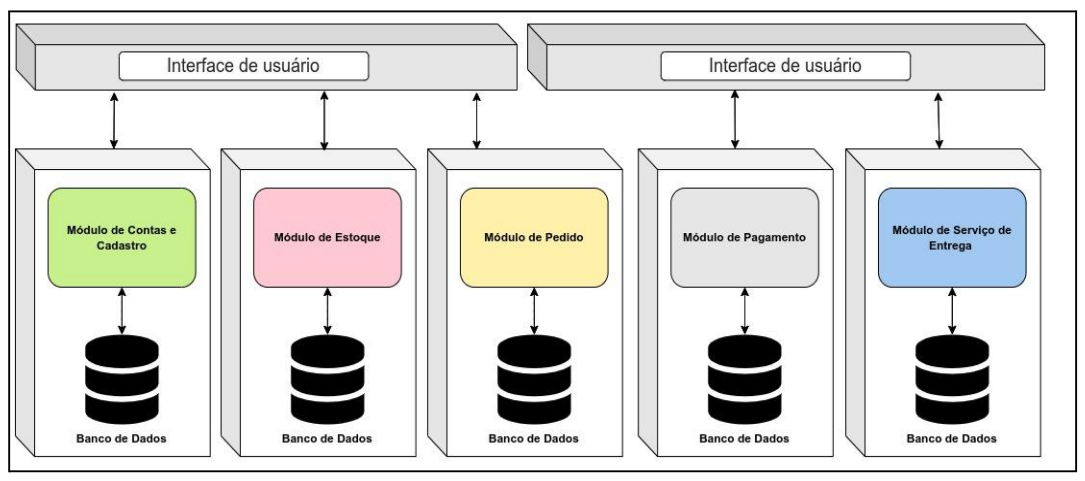 Interface de usuário
Interface de usuário
Módulo de Contas e
Cadastro
Módulo de Estoque
Módulo de Pedido
Módulo de Pagamento
Módulo de Serviço de
Entrega
Banco de Dados
Banco de Dados
Banco de Dados
Banco de Dados
Banco de Dados